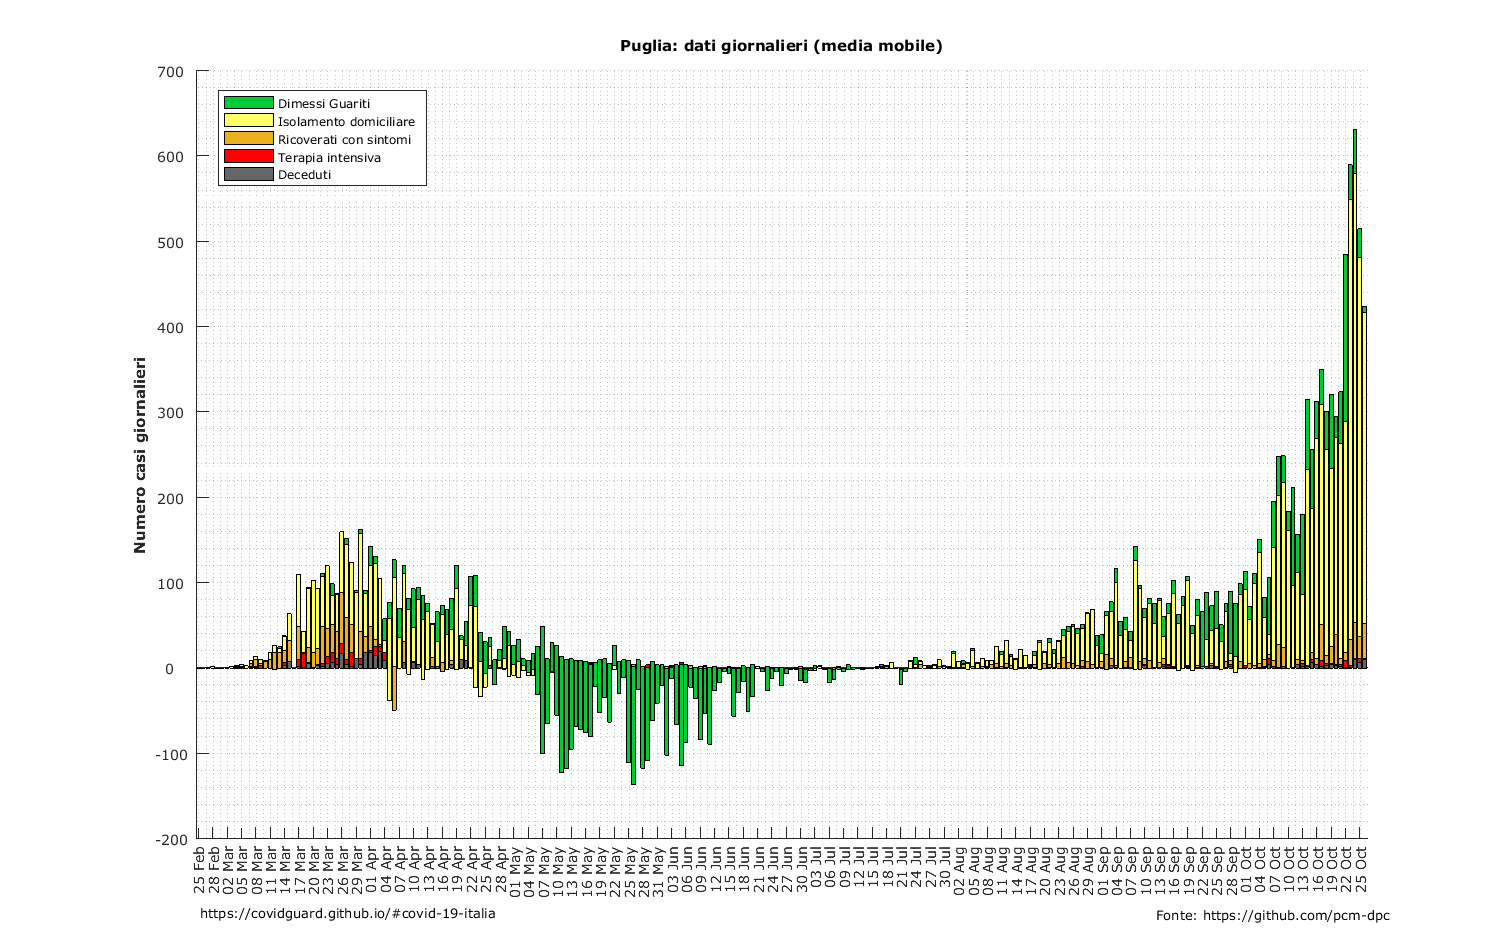 Puglia: dati giornalieri (media mobile)
700
600
500
400
300
200
100
0
-100
-200
Numero casi giornalieri
Dimessi Guariti
Isolamento domiciliare
Ricoverati con sintomi
Terapia intensiva
Deceduti
25 Feb
28 Feb
02 Mar
05 Mar
08 Mar
11 Mar
14 Mar
17 Mar
20 Mar
23 Mar
26 Mar
29 Mar
01 Apr
04 Apr
07 Apr
10 Apr
13 Apr
16 Apr
19 Apr
22 Apr
25 Apr
28 Apr
01 May
04 May
07 May
10 May
13 May
16 May
19 May
22 May
25 May
28 May
31 May
03 Jun
06 Jun
09 Jun
12 Jun
15 Jun
18 Jun
21 Jun
24 Jun
27 Jun
30 Jun
03 Jul
06 Jul
09 Jul
12 Jul
15 Jul
18 Jul
21 Jul
24 Jul
27 Jul
30 Jul
02 Aug
05 Aug
08 Aug
11 Aug
14 Aug
17 Aug
20 Aug
23 Aug
26 Aug
29 Aug
01 Sep
04 Sep
07 Sep
10 Sep
13 Sep
16 Sep
19 Sep
22 Sep
25 Sep
28 Sep
01 Oct
04 Oct
07 Oct
10 Oct
13 Oct
16 Oct
19 Oct
22 Oct
25 Oct
https://covidguard.github.io/#covid-19-italia
Fonte: https://github.com/pcm-dpc